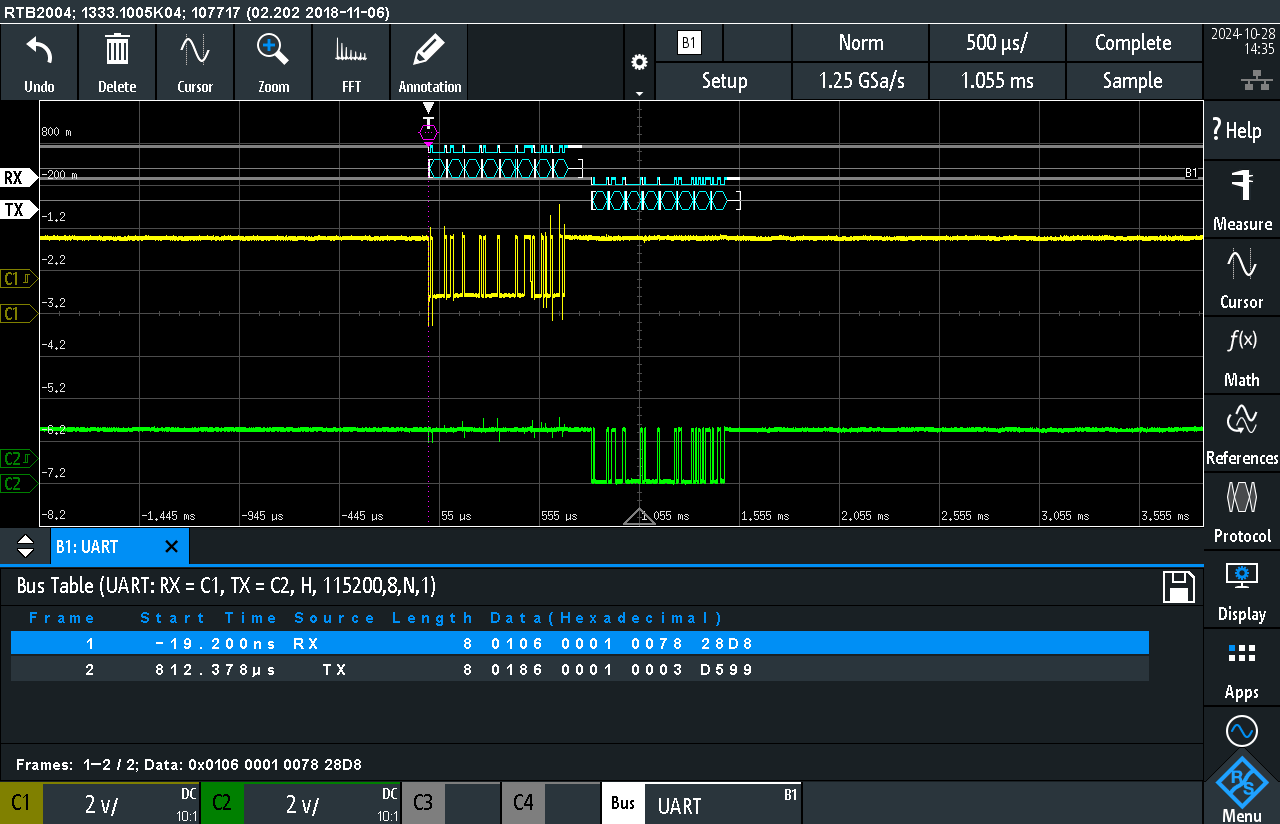 RTB2004; 1333.1005K04; 107717 (02.202 2018-11-06)
Undo
Delete
Cursor
Zoom
FFT
Annotation
B1
Setup
Norm
1.25 GSa/s
500 µs/
1.055 ms
Complete
Sample
2024-10-28
14:35
? Help
Measure
Cursor
f(x)
Math
References
Protocol
Display
Apps
Menu
T
800 m
RX
-200 m
B1
TX
-1.2
-2.2
C1
-3.2
C1
-4.2
-5.2
-6.2
C2
-7.2
C2
-8.2
-1.445 ms
-945 µs
-445 µs
55 µs
555 µs
1.055 ms
1.555 ms
2.055 ms
2.555 ms
3.055 ms
3.555 ms
B1: UART
Bus Table (UART: RX = C1, TX = C2, H, 115200,8,N,1)
Frame Start Time Source Length Data(Hexadecimal)
1 -19.200ns RX 8 0106 0001 0078 28D8
2 812.378µs TX 8 0186 0001 0003 D599
Frames: 1-2 / 2; Data: 0x0106 0001 0078 28D8
C1 2 V/ DC 10:1
C2 2 V/ DC 10:1
C3
C4
Bus UART B1
R&S